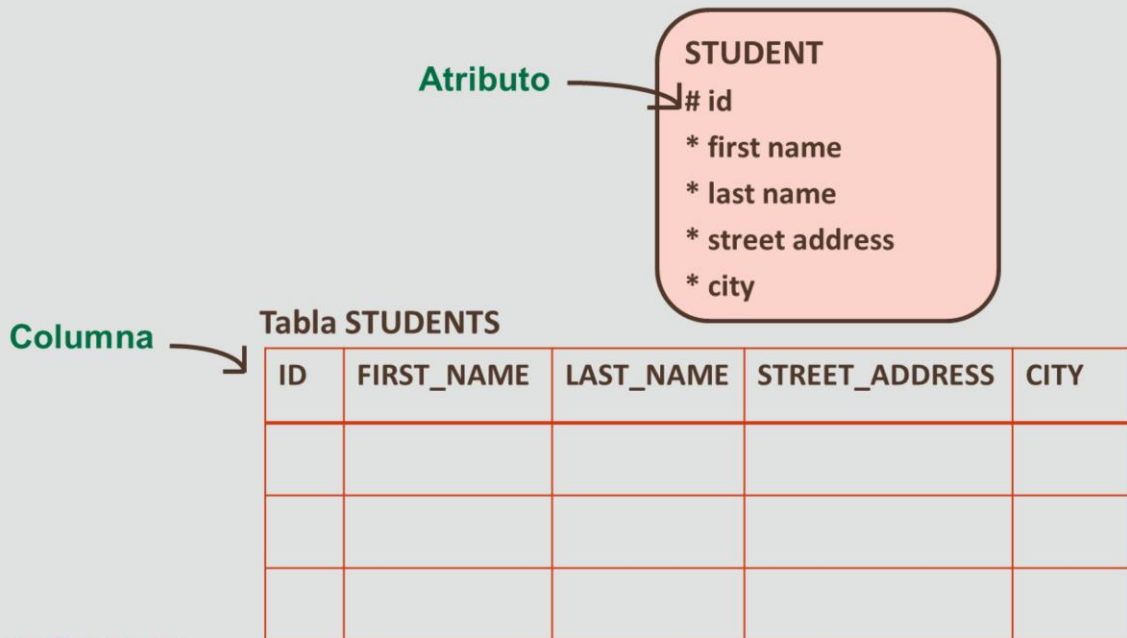 STUDENT
Atributo
# id
* first name
* last name
* street address
* city
Tabla STUDENTS
Columna
ID FIRST_NAME LAST_NAME STREET_ADDRESS CITY